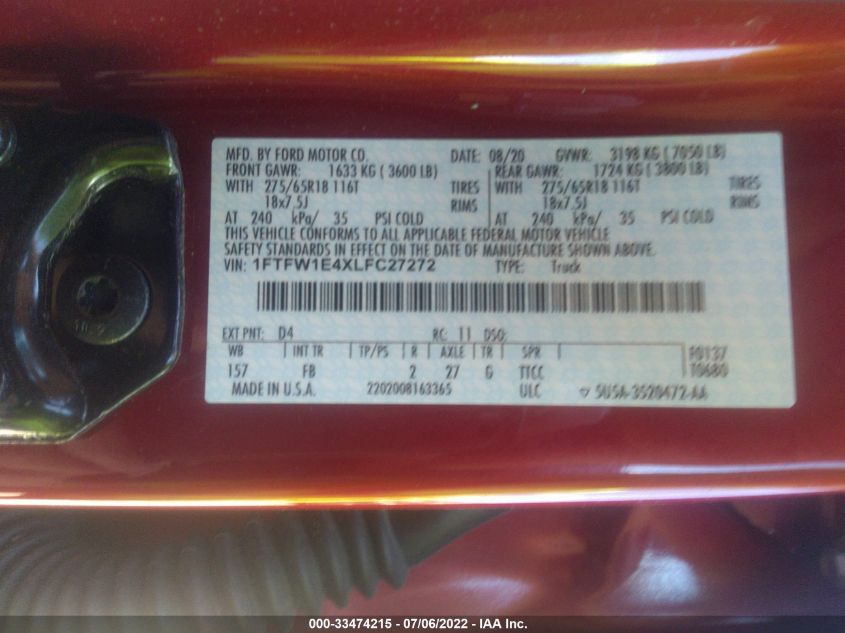 MFD. BY FORD MOTOR CO. DATE: 08/20 GVWR: 3198 KG ( 7050 LB)
FRONT GAWR: 1633 KG ( 3600 LB) REAR GAWR: 1724 KG ( 3800 LB)
WITH 275/65R18 116T TIRES WITH 275/65R18 116T TIRES
18x7.5J RIMS 18x7.5J RIMS
AT 240 kPa/ 35 PSI COLD AT 240 kPa/ 35 PSI COLD
THIS VEHICLE CONFORMS TO ALL APPLICABLE FEDERAL MOTOR VEHICLE
SAFETY STANDARDS IN EFFECT ON THE DATE OF MANUFACTURE SHOWN ABOVE.
VIN: 1FTFW1E4XLFC27272 TYPE: Truck
EXT PNT: D4 RC: 11 DSO:
WB INT TR TP/PS R AXLE TR SPR F0137
157 FB 2 27 G TTCC T0680
MADE IN U.S.A. 2202008163365 ULC 5U5A-3520472-AA
000-33474215 - 07/06/2022 - IAA Inc.